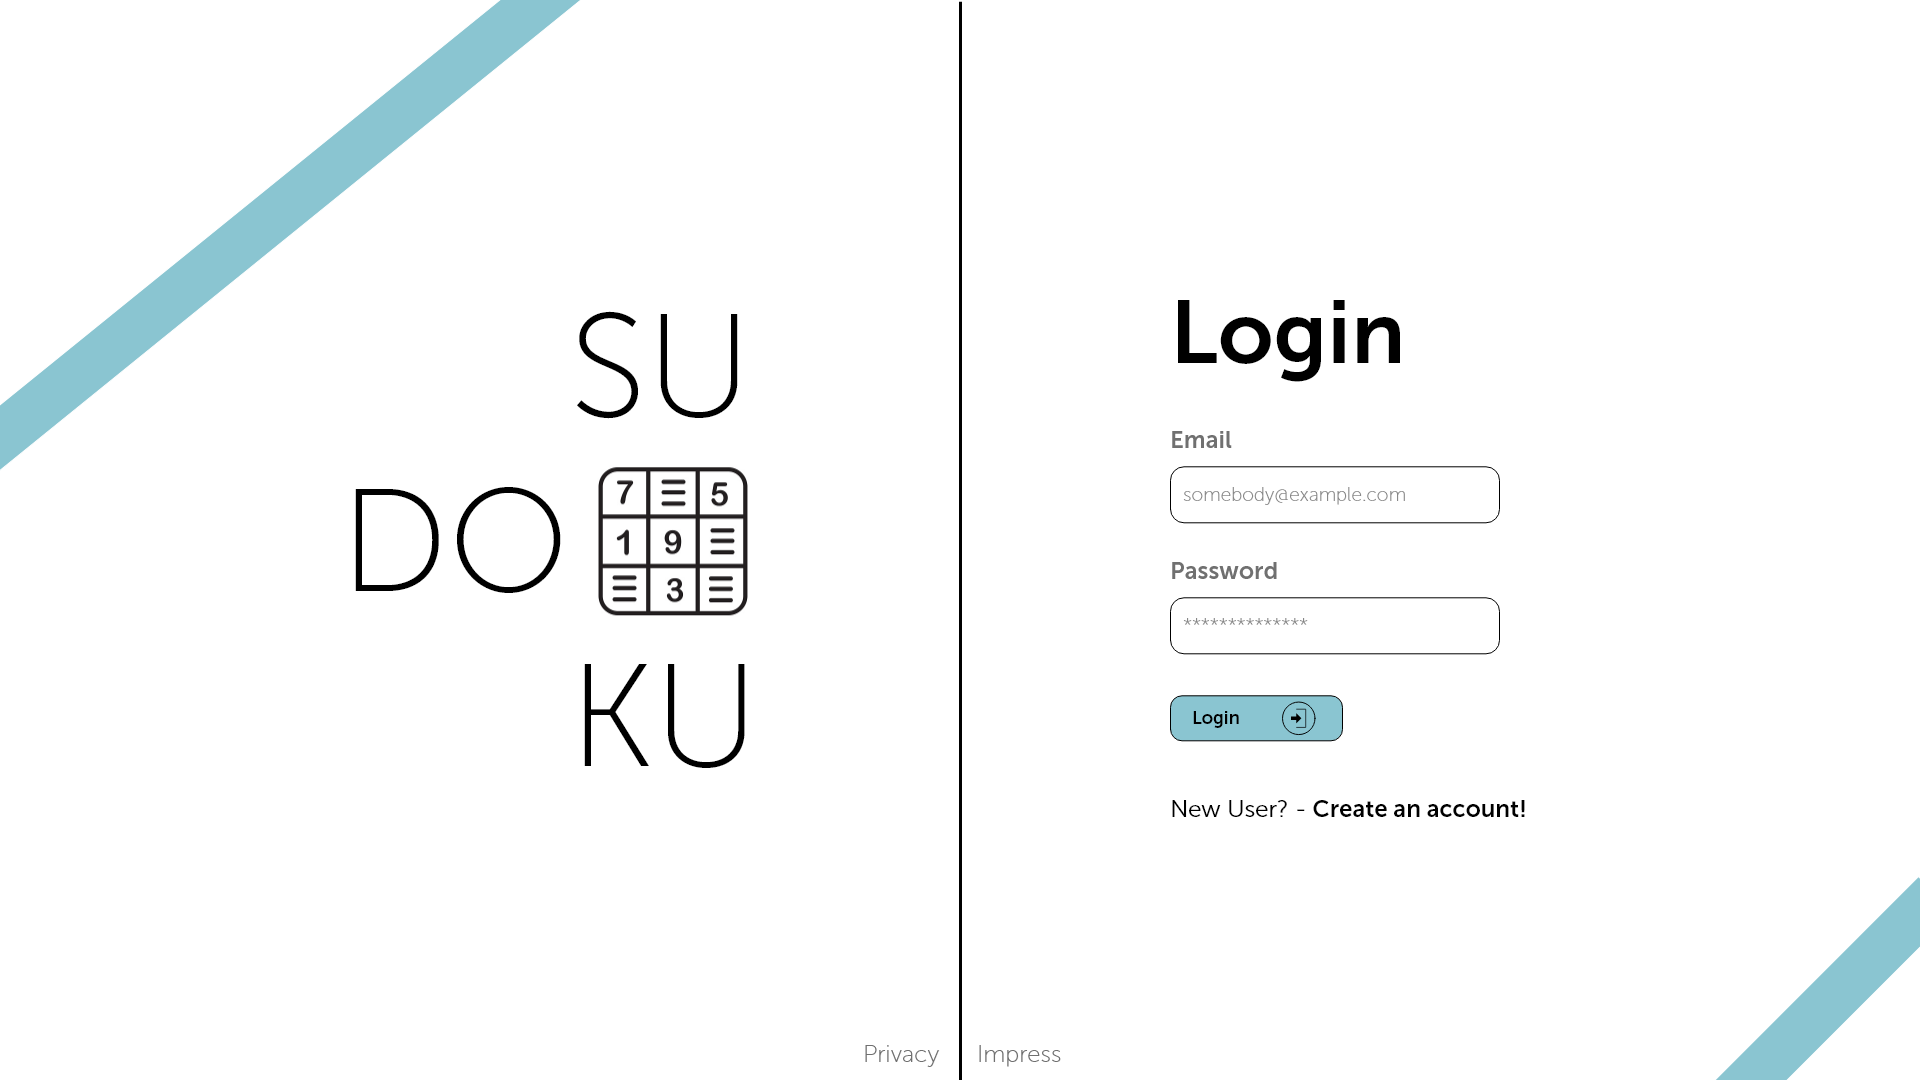 SU
DO
7 5
1 9
3
KU
Login
Email
somebody@example.com
Password
**************
Login
New User? - Create an account!
Privacy
Impress